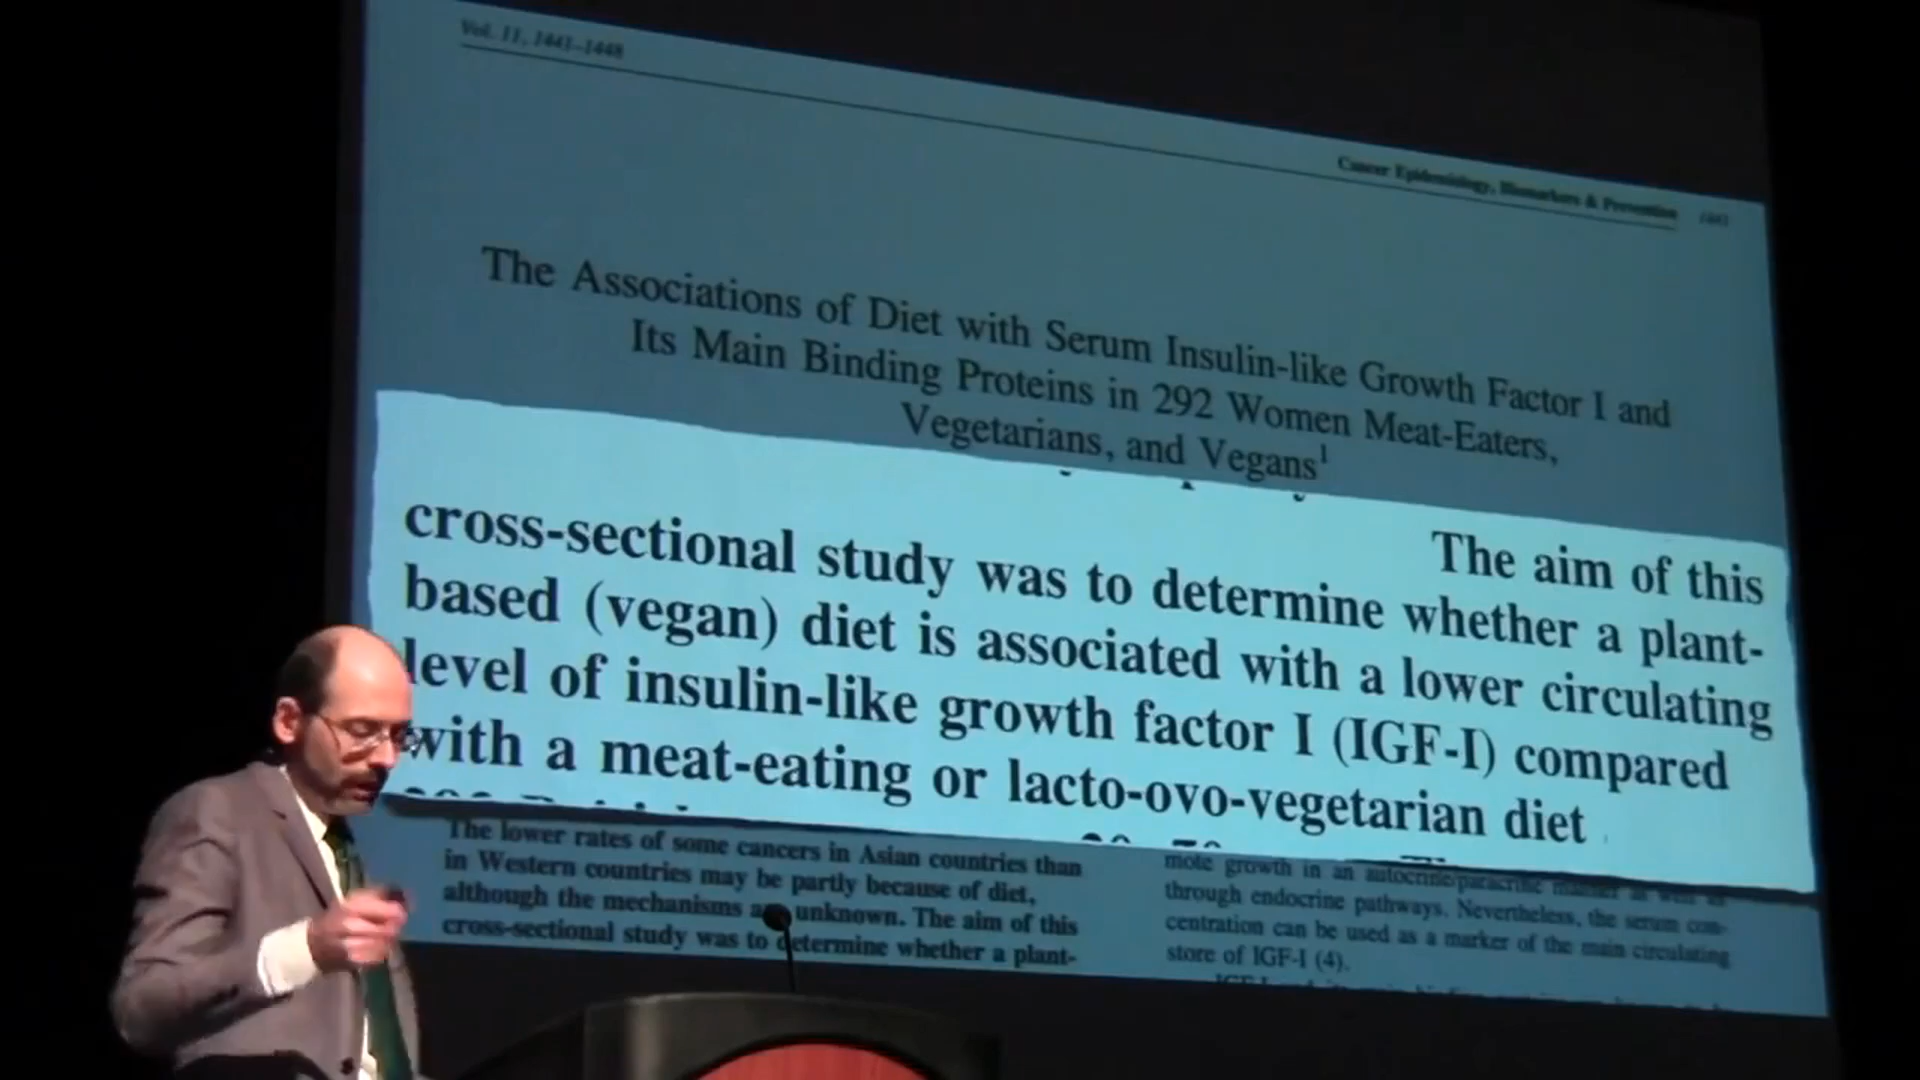 Vol. 11, 1441–1448
Cancer Epidemiology, Biomarkers & Prevention 1441
The Associations of Diet with Serum Insulin-like Growth Factor I and
Its Main Binding Proteins in 292 Women Meat-Eaters,
Vegetarians, and Vegans1
The aim of this
cross-sectional study was to determine whether a plant-
based (vegan) diet is associated with a lower circulating
level of insulin-like growth factor I (IGF-I) compared
with a meat-eating or lacto-ovo-vegetarian diet
The lower rates of some cancers in Asian countries than
in Western countries may be partly because of diet,
although the mechanisms are unknown. The aim of this
cross-sectional study was to determine whether a plant-
mote growth in an autocrine/paracrine manner as well as
through endocrine pathways. Nevertheless, the serum con-
centration can be used as a marker of the main circulating
store of IGF-I (4).